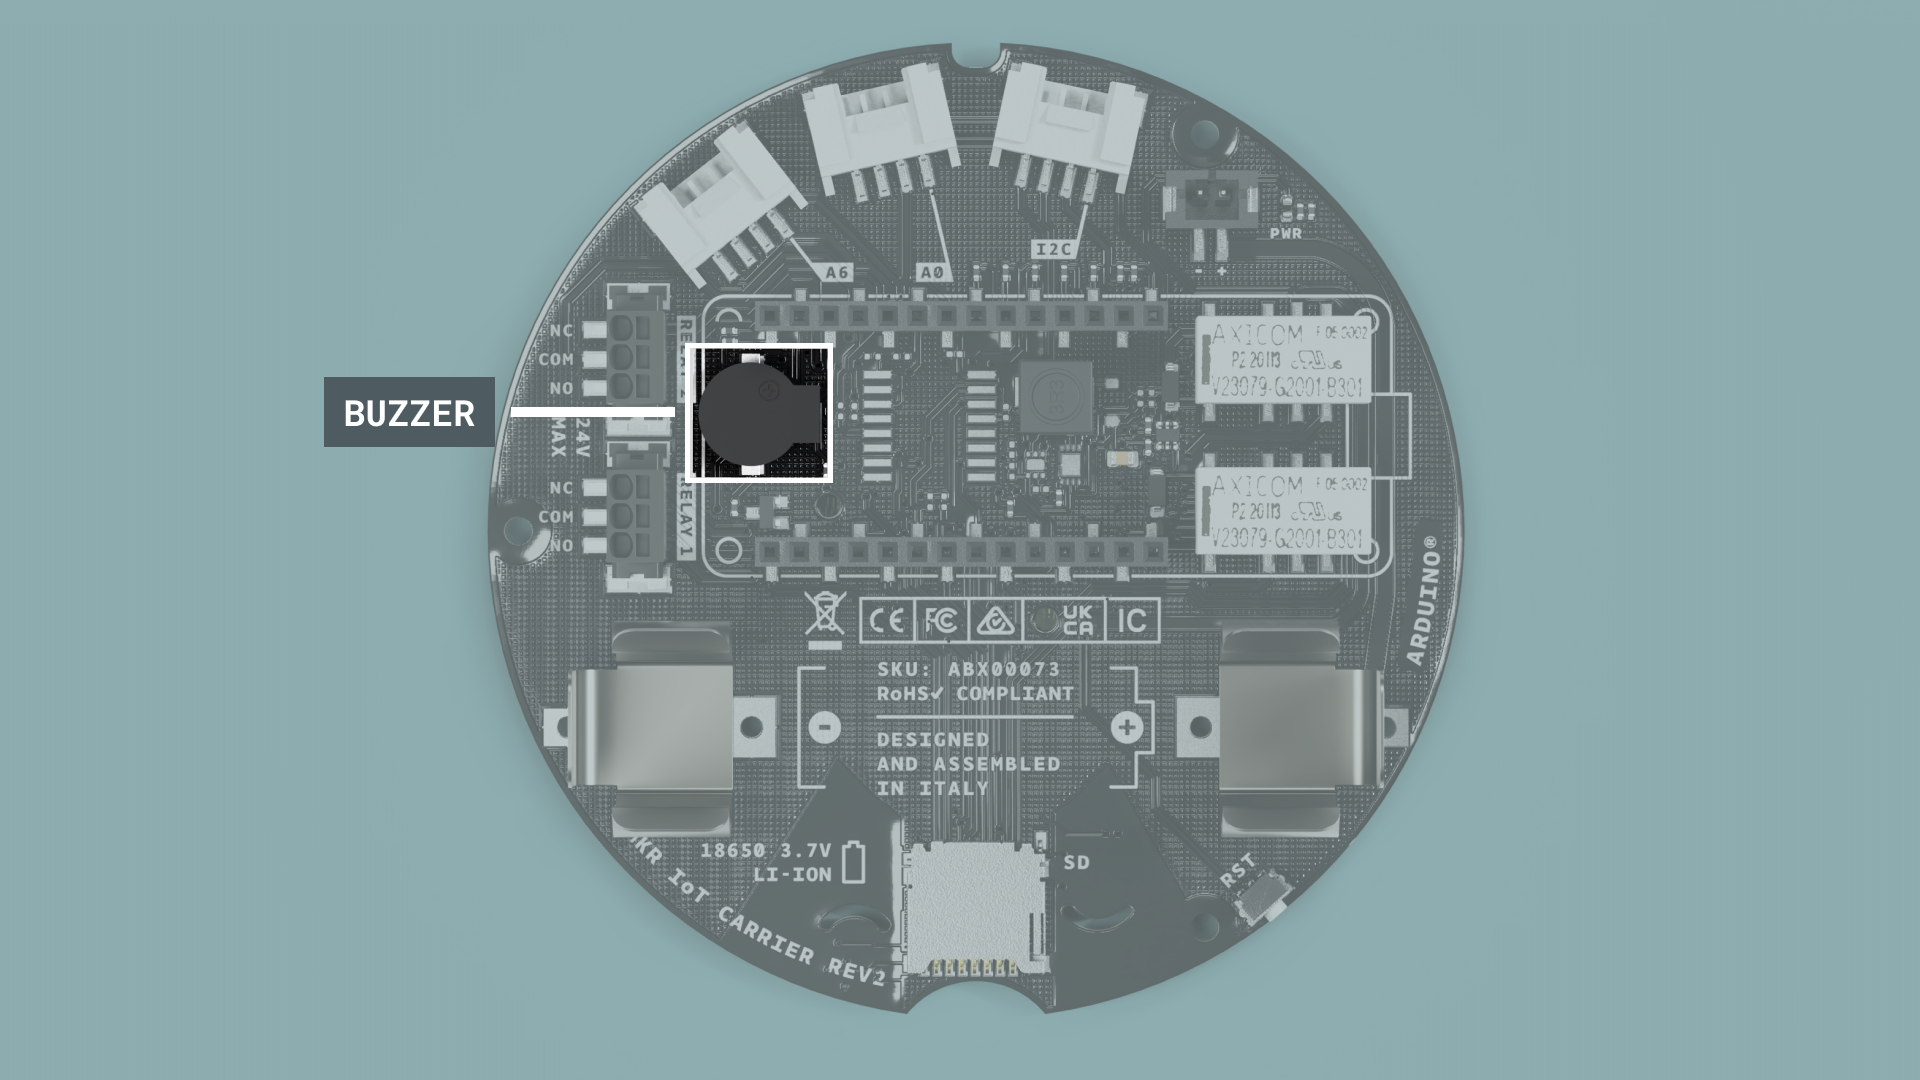 A6
A0
I2C
PWR
- +
NC
COM
NO
24V
MAX
NC
COM
NO
RELAY 1
BUZZER
AXICOM
P2 20113
V23079-G2001-B301
AXICOM
P2 20113
V23079-G2001-B301
ARDUINO®
CE FC UK
CA IC
SKU: ABX00073
RoHS✓ COMPLIANT
- +
DESIGNED
AND ASSEMBLED
IN ITALY
18650 3.7V
LI-ION
SD
RST
MKR IoT CARRIER REV2